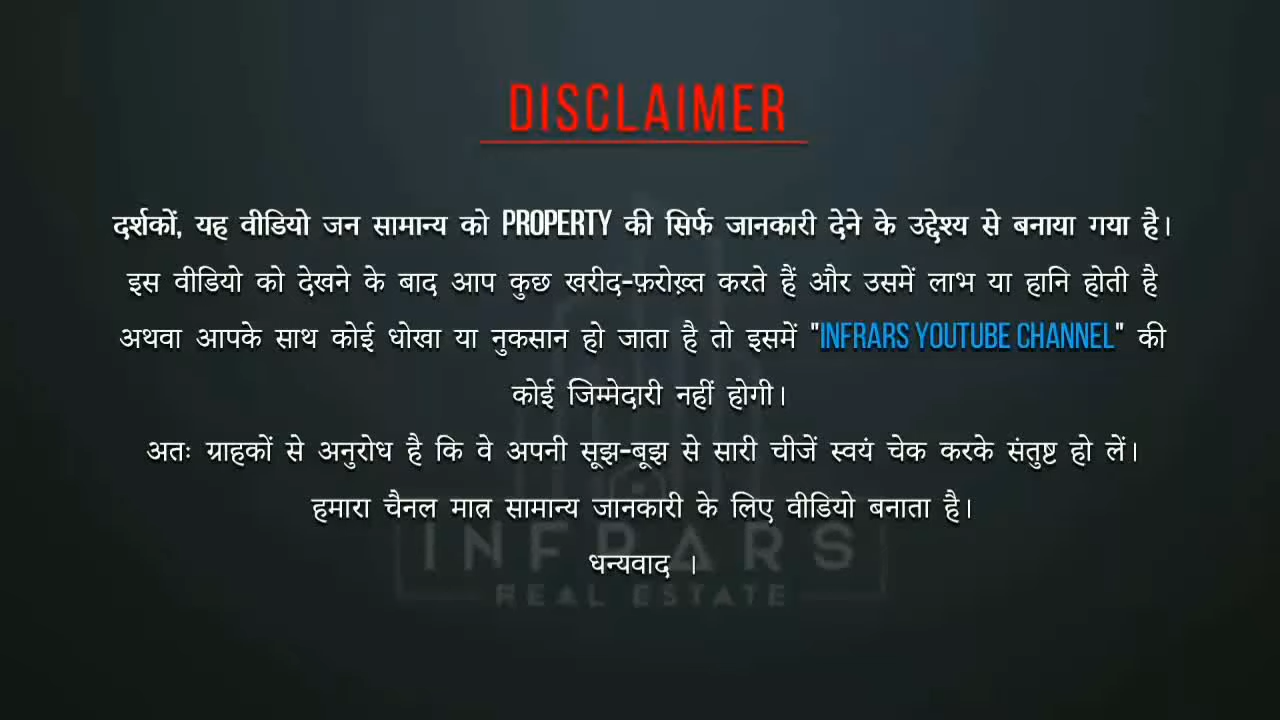 DISCLAIMER
दर्शकों, यह वीडियो जन सामान्य को PROPERTY की सिर्फ जानकारी देने के उद्देश्य से बनाया गया है।
इस वीडियो को देखने के बाद आप कुछ खरीद-फ़रोख़्त करते हैं और उसमें लाभ या हानि होती है
अथवा आपके साथ कोई धोखा या नुकसान हो जाता है तो इसमें "INFRARS YOUTUBE CHANNEL" की
कोई जिम्मेदारी नहीं होगी।
अतः ग्राहकों से अनुरोध है कि वे अपनी सूझ-बूझ से सारी चीजें स्वयं चेक करके संतुष्ट हो लें।
हमारा चैनल मात्र सामान्य जानकारी के लिए वीडियो बनाता है।
धन्यवाद ।
INFRARS
REAL ESTATE